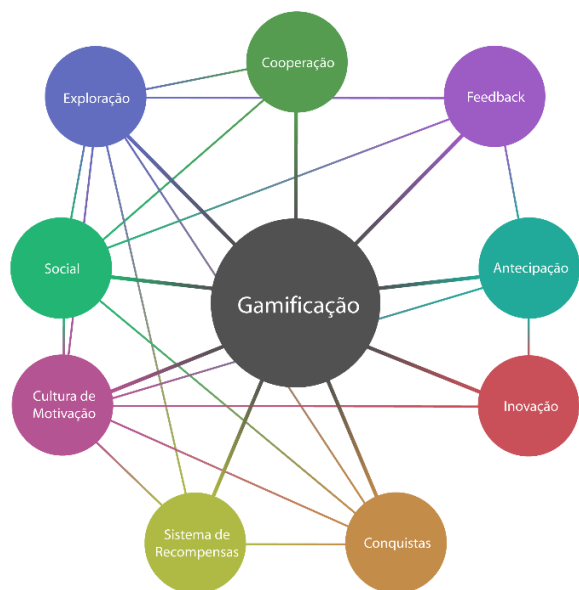 Cooperação
Exploração
Feedback
Social
Antecipação
Gamificação
Cultura de
Motivação
Inovação
Sistema de
Recompensas
Conquistas